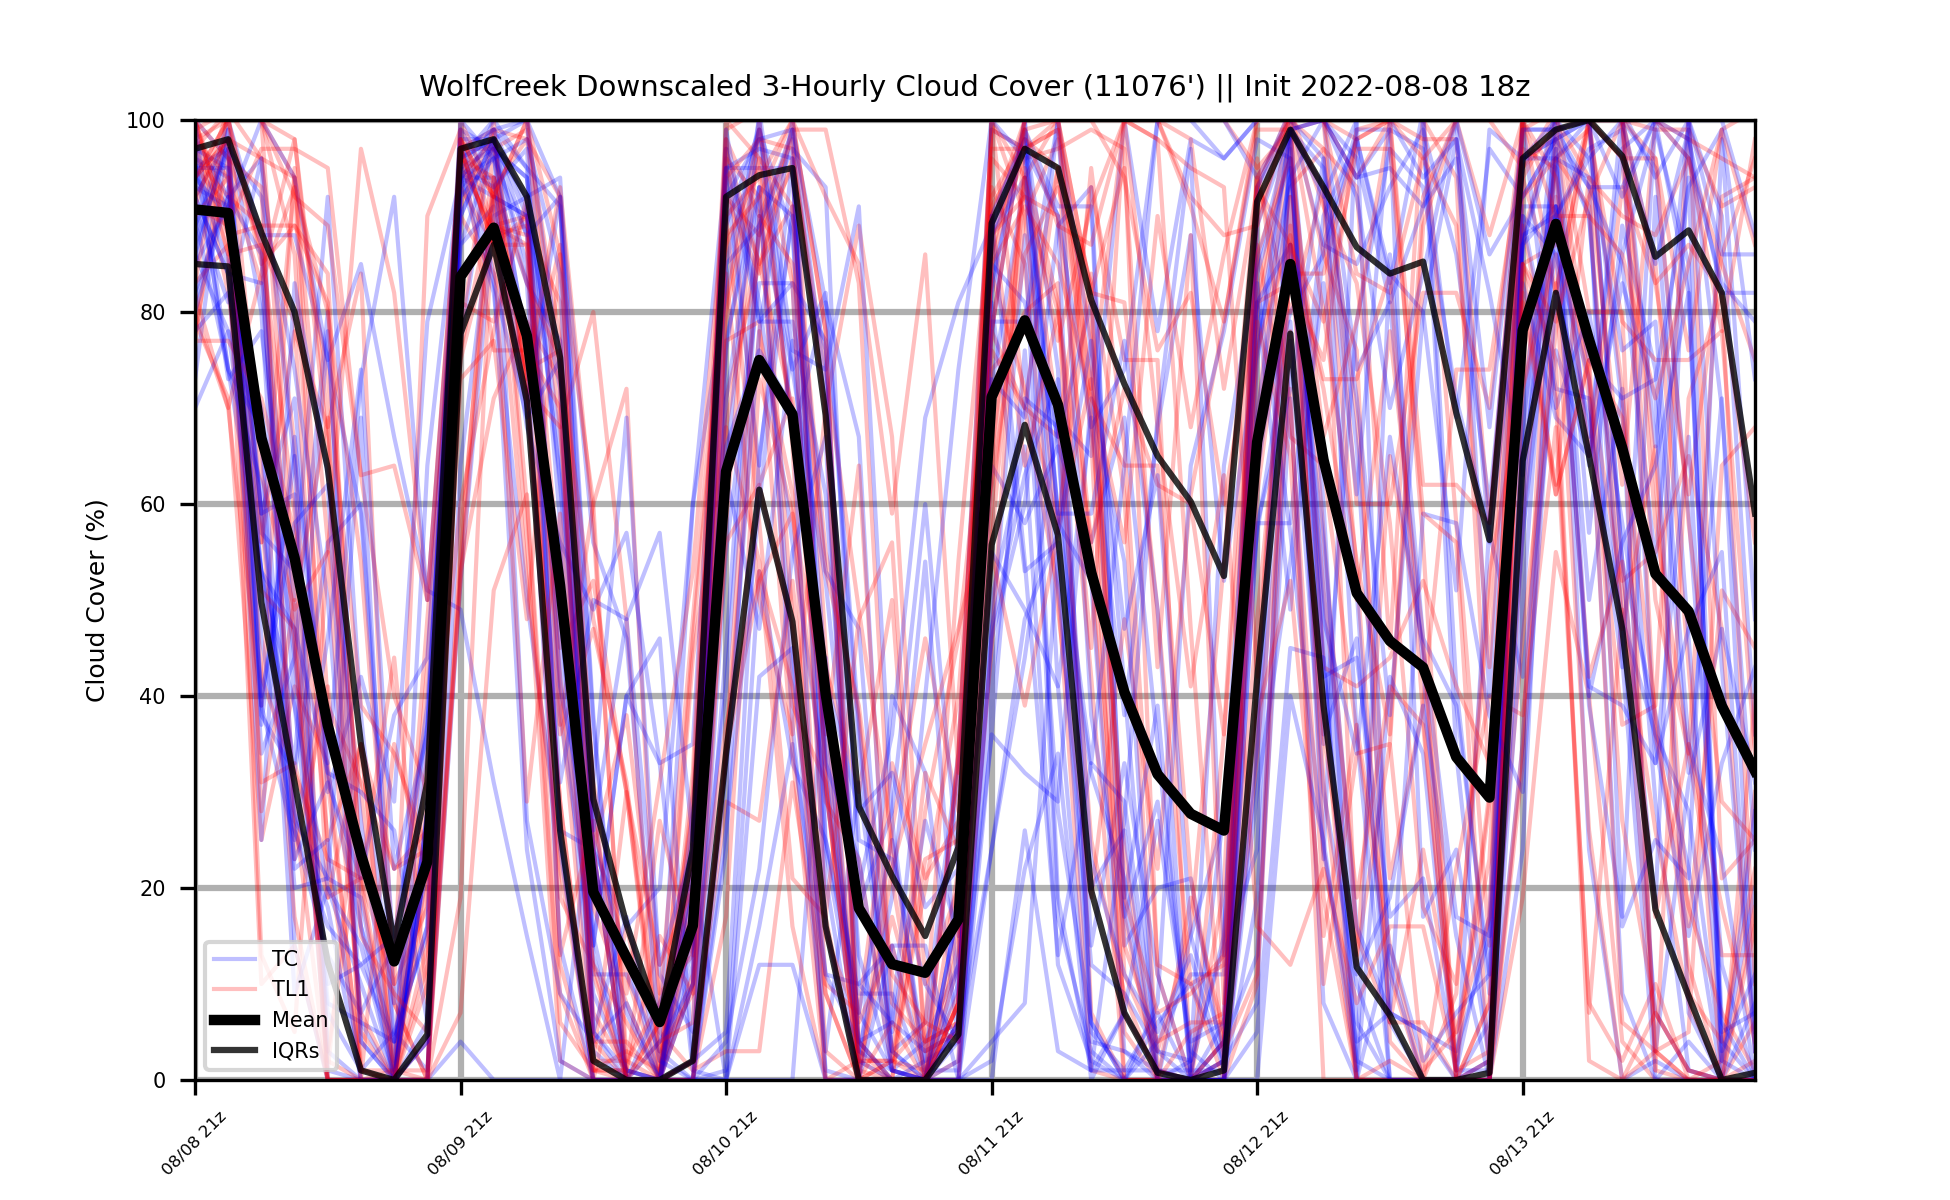 WolfCreek Downscaled 3-Hourly Cloud Cover (11076') || Init 2022-08-08 18z
Cloud Cover (%)
100
80
60
40
20
0
TC
TL1
Mean
IQRs
08/08 21z
08/09 21z
08/10 21z
08/11 21z
08/12 21z
08/13 21z